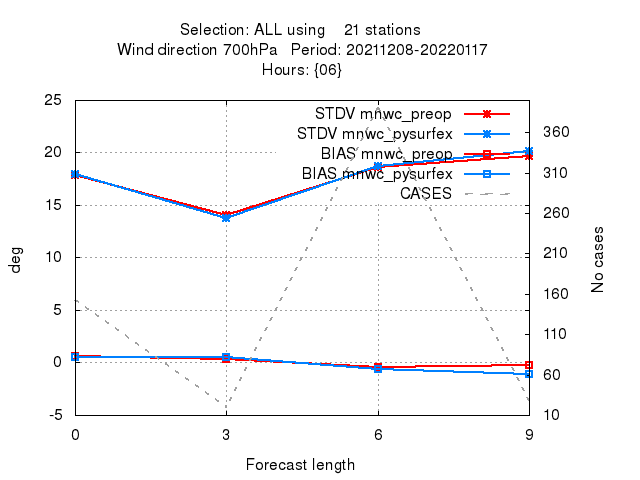 Selection: ALL using 21 stations
Wind direction 700hPa Period: 20211208-20220117
Hours: {06}
25
20
15
10
5
0
-5
deg
STDV mnwc_preop
STDV mnwc_pysurfex
BIAS mnwc_preop
BIAS mnwc_pysurfex
CASES
360
310
260
210
160
110
60
10
No cases
0 3 6 9
Forecast length